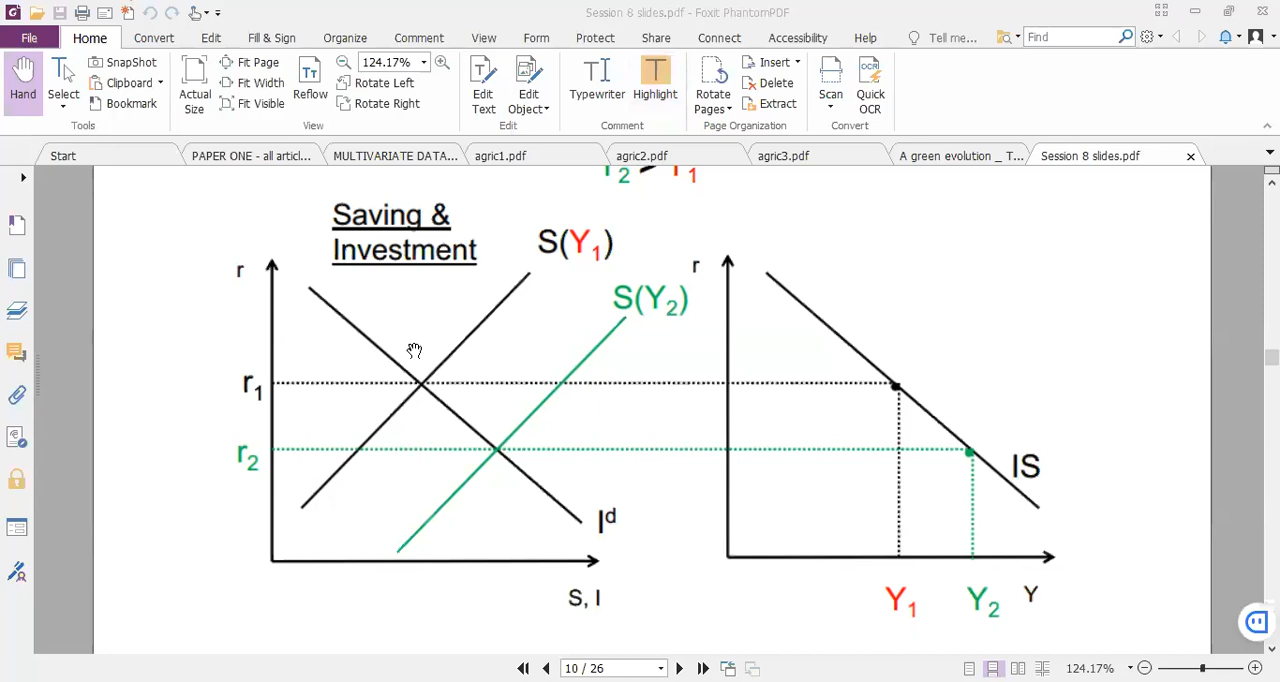 Session 8 slides.pdf - Foxit PhantomPDF
File Home Convert Edit Fill & Sign Organize Comment View Form Protect Share Connect Accessibility Help Tell me... Find
Hand
Select
SnapShot
Clipboard
Bookmark
Tools
Actual Size
Fit Page
Fit Width
Fit Visible
Reflow
124.17%
Rotate Left
Rotate Right
View
Edit Text
Edit Object
Edit
Typewriter
Highlight
Comment
Rotate Pages
Insert
Delete
Extract
Page Organization
Scan
Quick OCR
OCR
Convert
Start PAPER ONE - all articl... MULTIVARIATE DATA... agric1.pdf agric2.pdf agric3.pdf A green evolution _ T... Session 8 slides.pdf
r2 > r1
Saving &
Investment
S(Y1)
r
r
S(Y2)
r1
r2
IS
Id
S, I
Y1
Y2
Y
10 / 26
124.17%